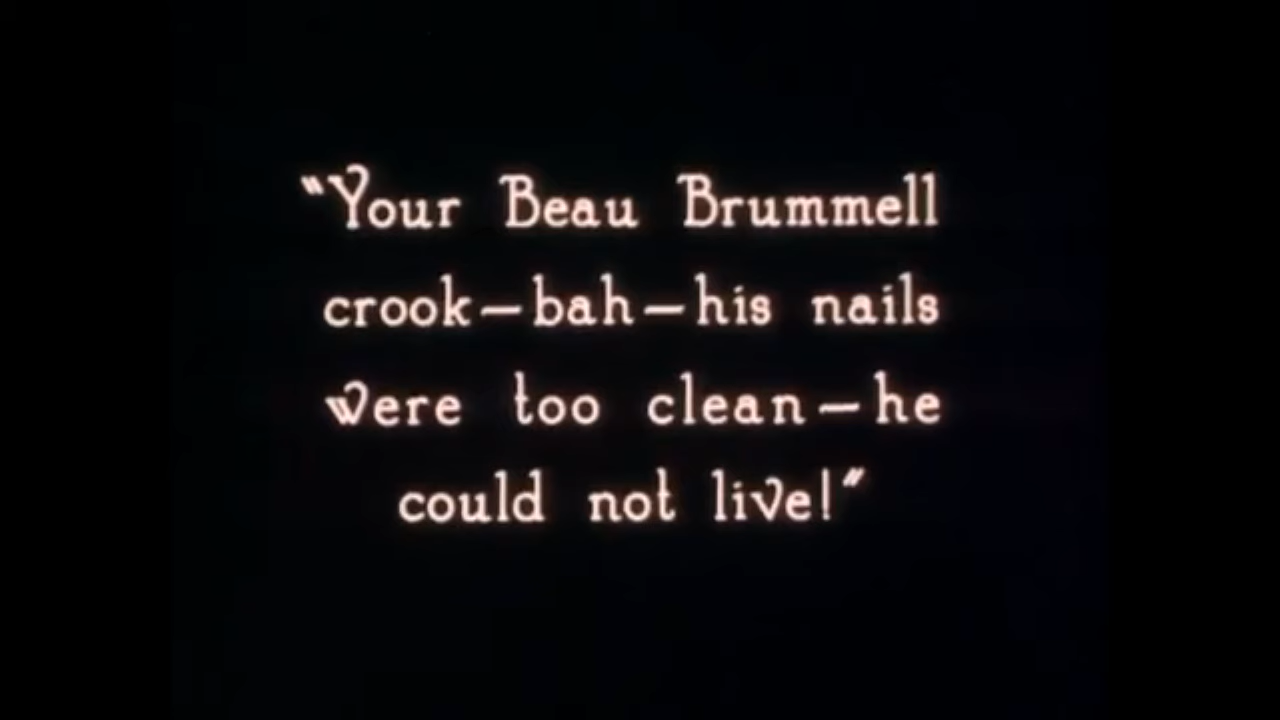 "Your Beau Brummell
crook—bah—his nails
were too clean—he
could not live!"